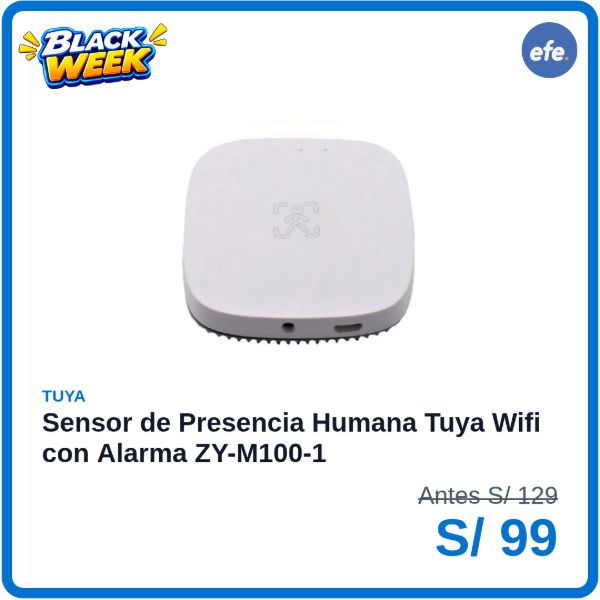 BLACK
WEEK
efe.
TUYA
Sensor de Presencia Humana Tuya Wifi
con Alarma ZY-M100-1
Antes S/ 129
S/ 99